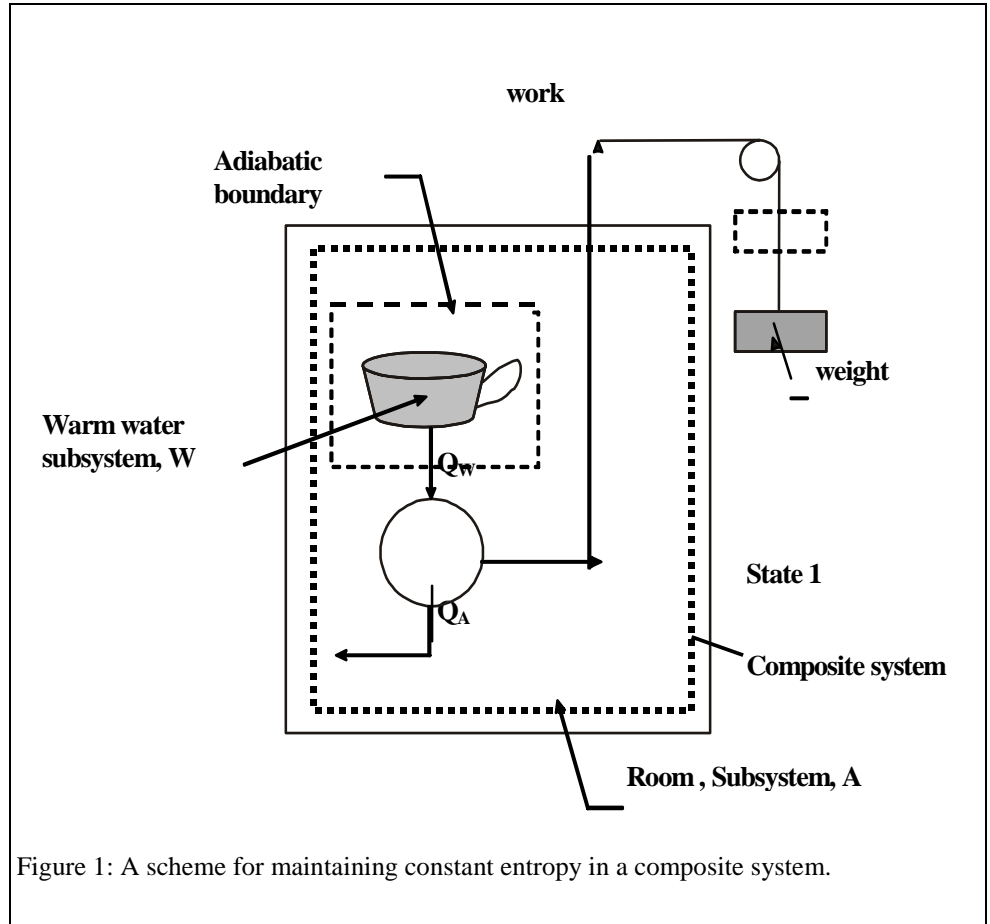 work
Adiabatic
boundary
weight
Warm water
subsystem, W
Q_W
State 1
Q_A
Composite system
Room , Subsystem, A
Figure 1: A scheme for maintaining constant entropy in a composite system.